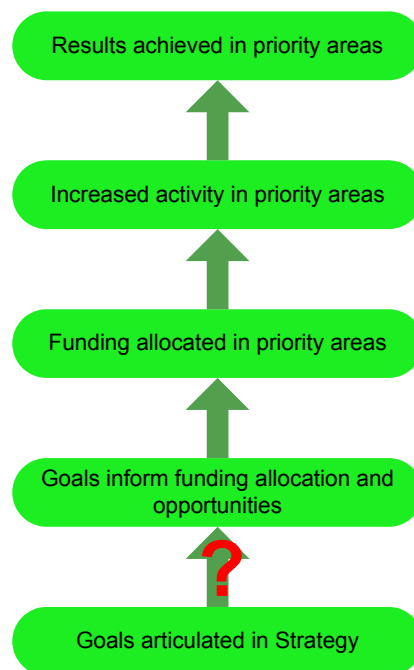 Results achieved in priority areas
Increased activity in priority areas
Funding allocated in priority areas
Goals inform funding allocation and
opportunities
?
Goals articulated in Strategy